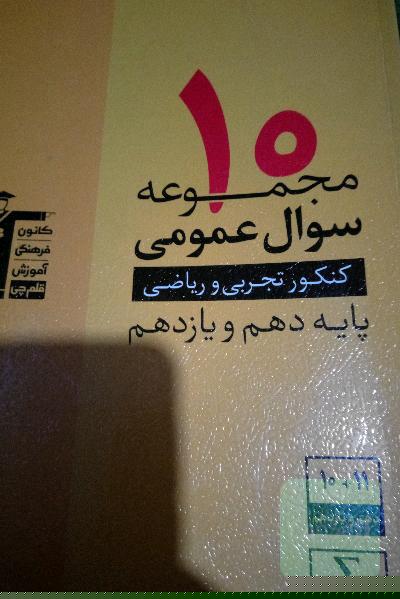 ۱۰
مجموعه
سوال عمومی
کنکور تجربی و ریاضی
پایه دهم و یازدهم
کانون
فرهنگی
آموزش
قلم‌چی
۱۰+۱۱